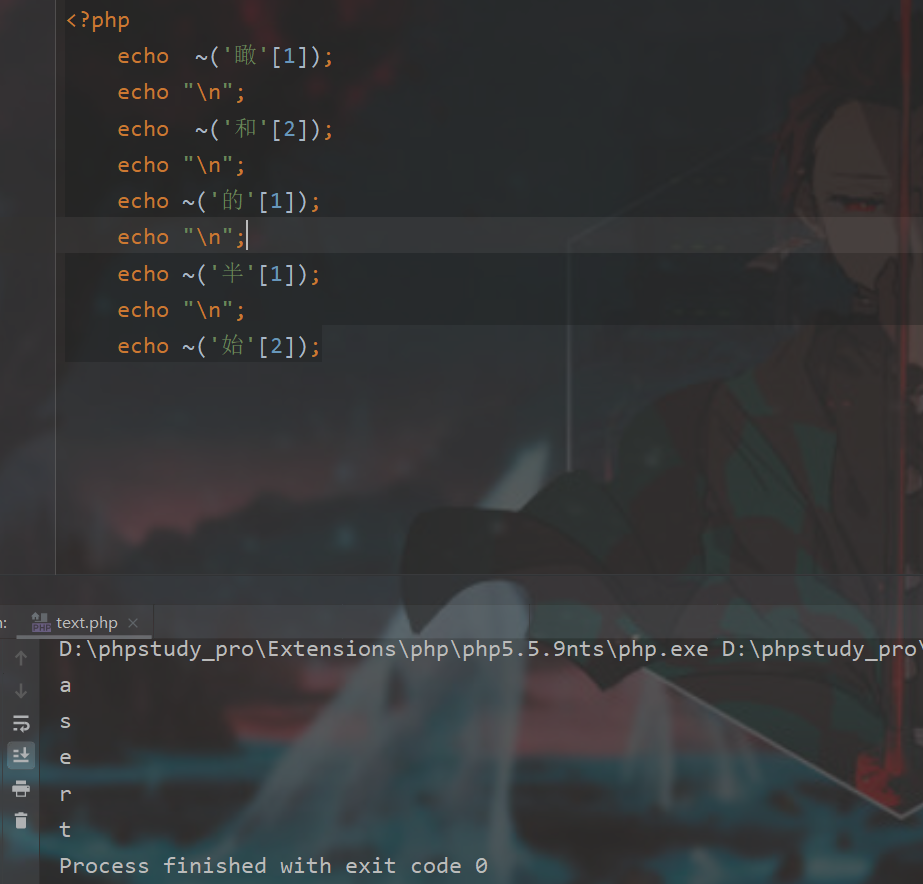 <?php
echo  ~('瞰'[1]);
echo "\n";
echo  ~('和'[2]);
echo "\n";
echo ~('的'[1]);
echo "\n";
echo ~('半'[1]);
echo "\n";
echo ~('始'[2]);
n:
text.php ×
D:\phpstudy_pro\Extensions\php\php5.5.9nts\php.exe D:\phpstudy_pro\
a
s
e
r
t
Process finished with exit code 0